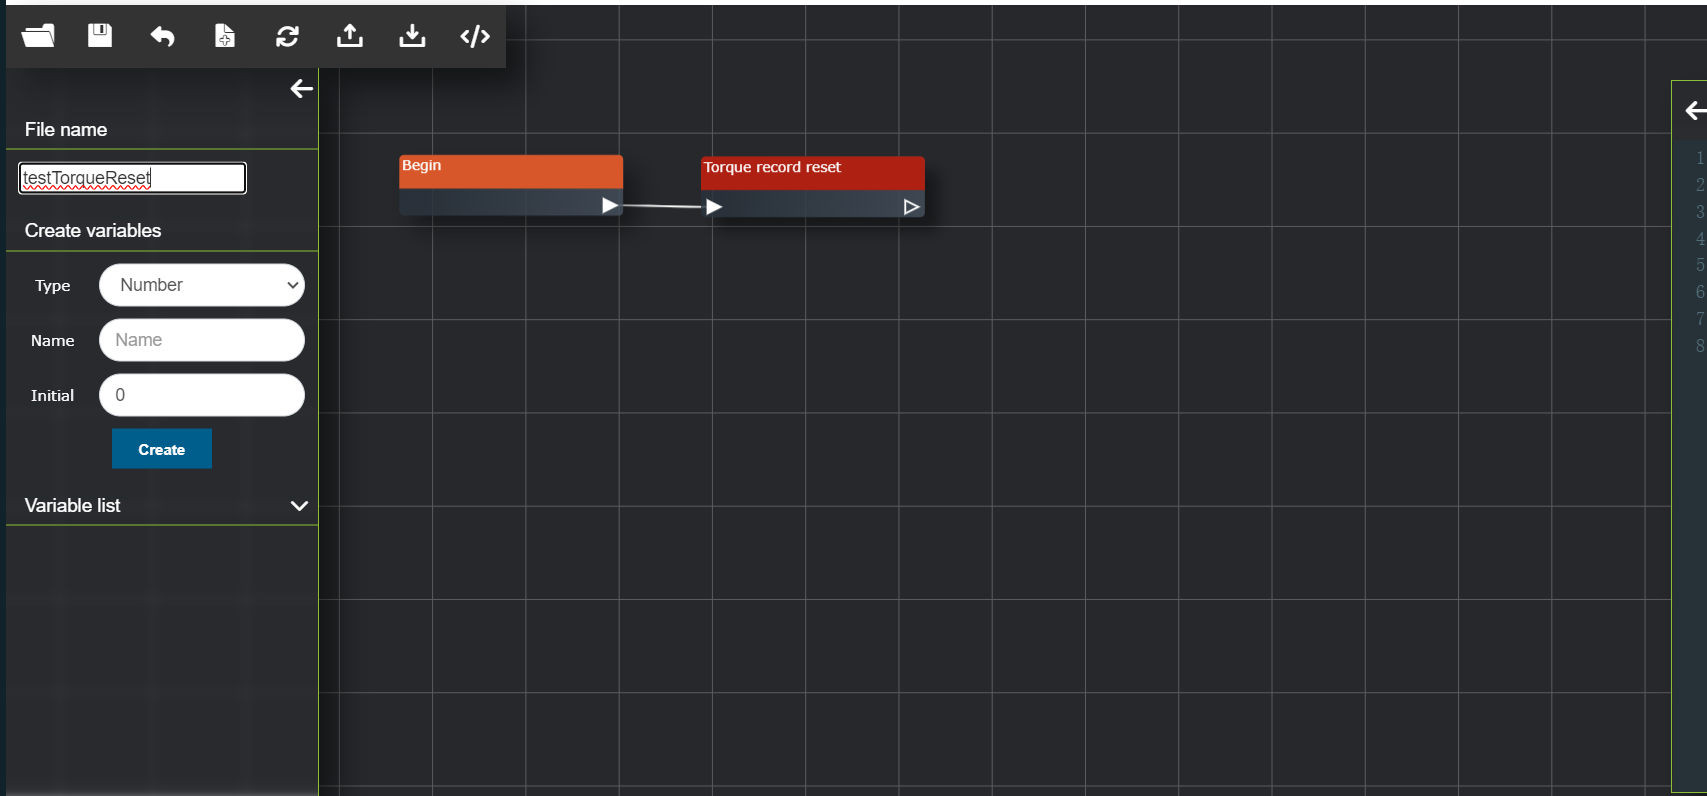 File name
testTorqueReset
Create variables
Type
Number
Name
Name
Initial
0
Create
Variable list
Begin
Torque record reset
1
2
3
4
5
6
7
8